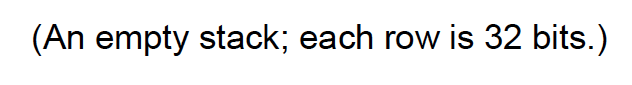 (An empty stack; each row is 32 bits.)